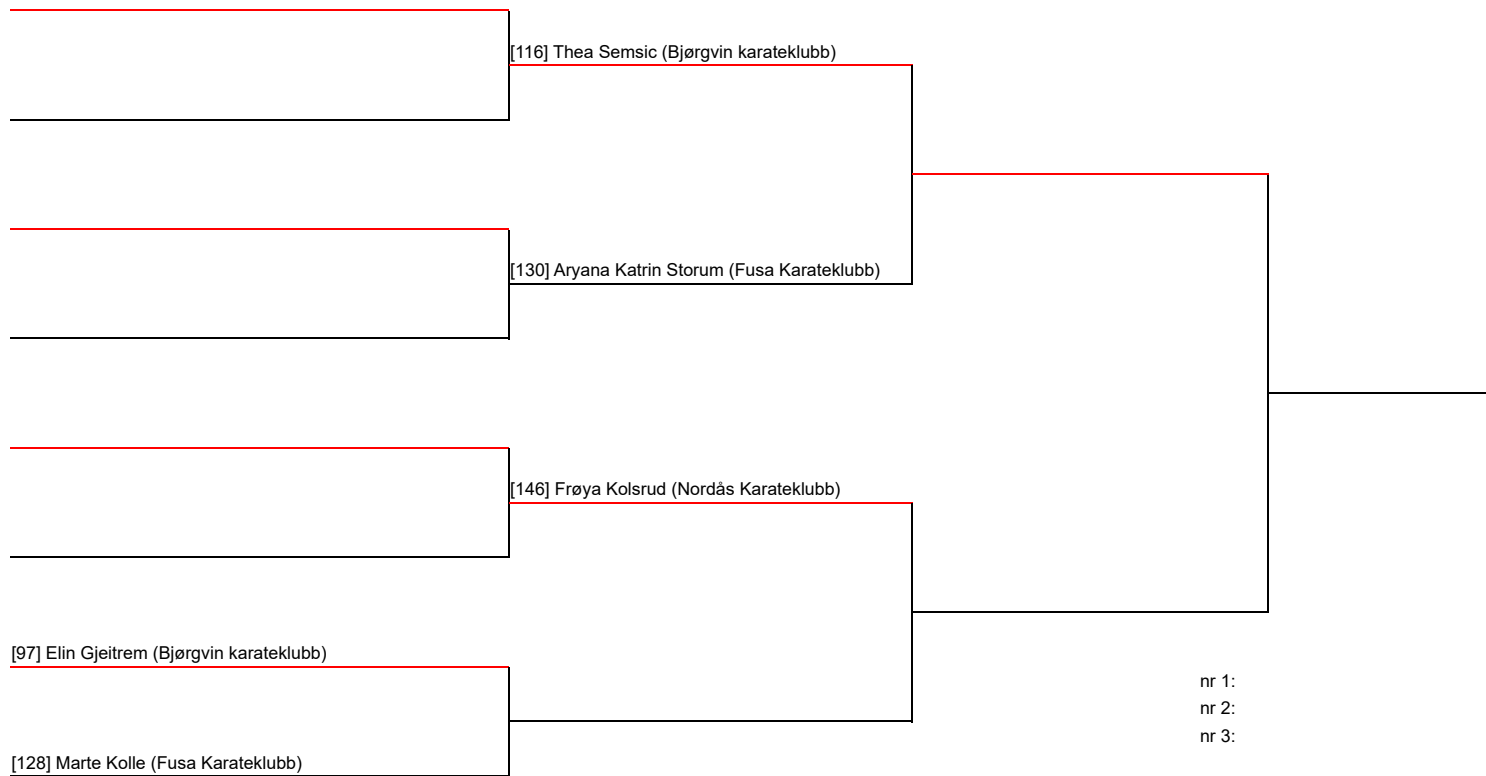 [116] Thea Semsic (Bjørgvin karateklubb)
[130] Aryana Katrin Storum (Fusa Karateklubb)
[146] Frøya Kolsrud (Nordås Karateklubb)
[97] Elin Gjeitrem (Bjørgvin karateklubb)
nr 1:
nr 2:
nr 3:
[128] Marte Kolle (Fusa Karateklubb)